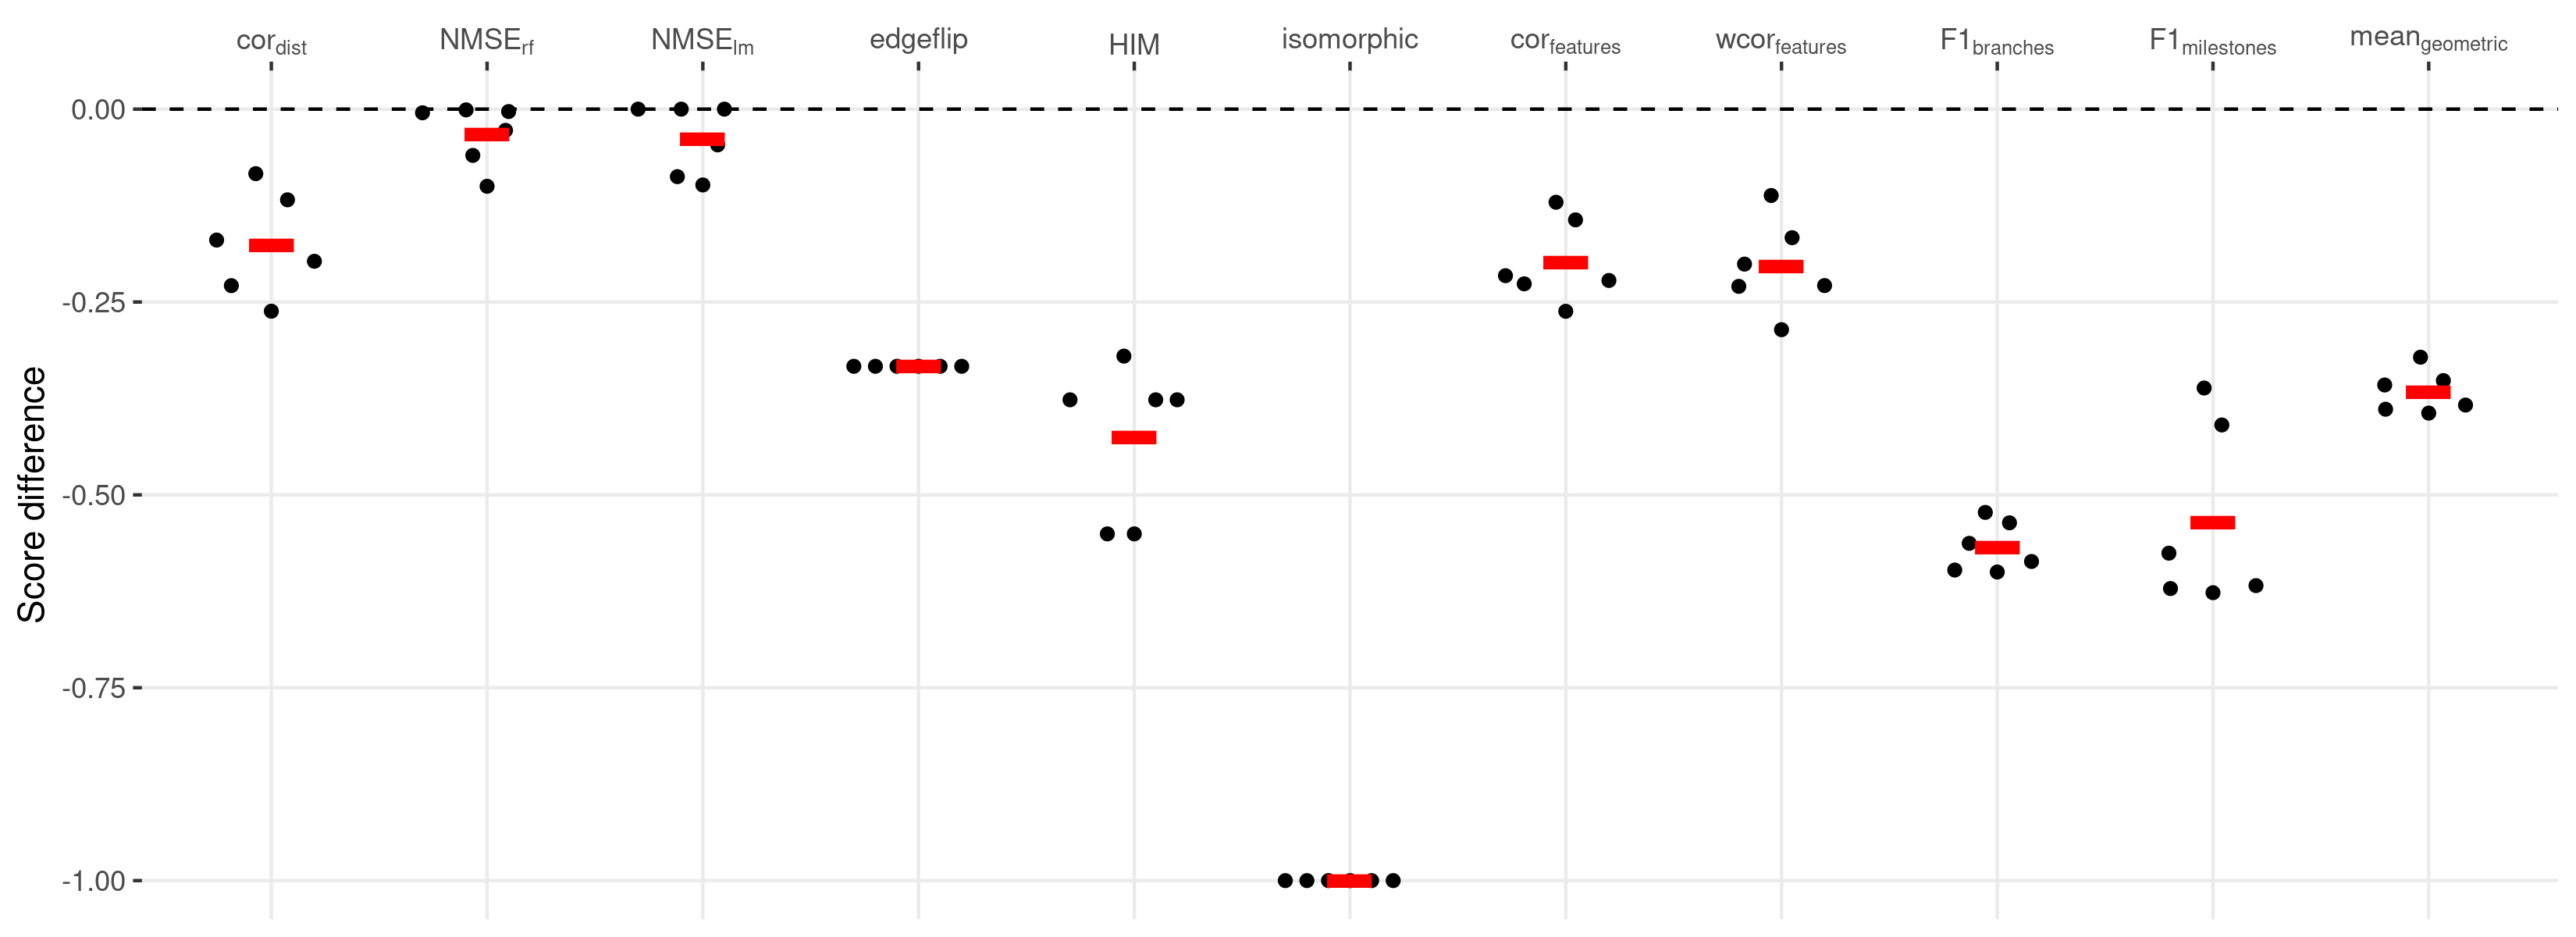 cordist NMSErf NMSElm edgeflip HIM isomorphic corfeatures wcorfeatures F1branches F1milestones meangeometric
0.00
-0.25
-0.50
-0.75
-1.00
Score difference